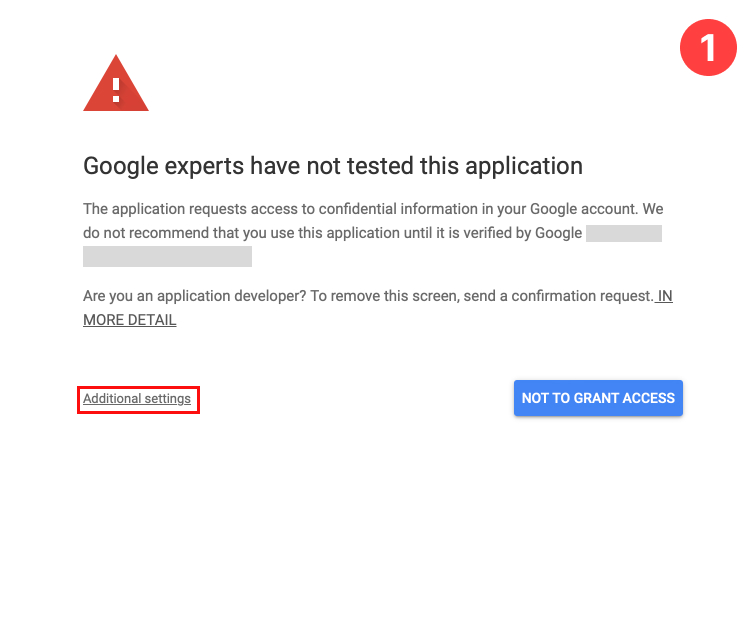 1
Google experts have not tested this application
The application requests access to confidential information in your Google account. We
do not recommend that you use this application until it is verified by Google
Are you an application developer? To remove this screen, send a confirmation request. IN
MORE DETAIL
Additional settings
NOT TO GRANT ACCESS